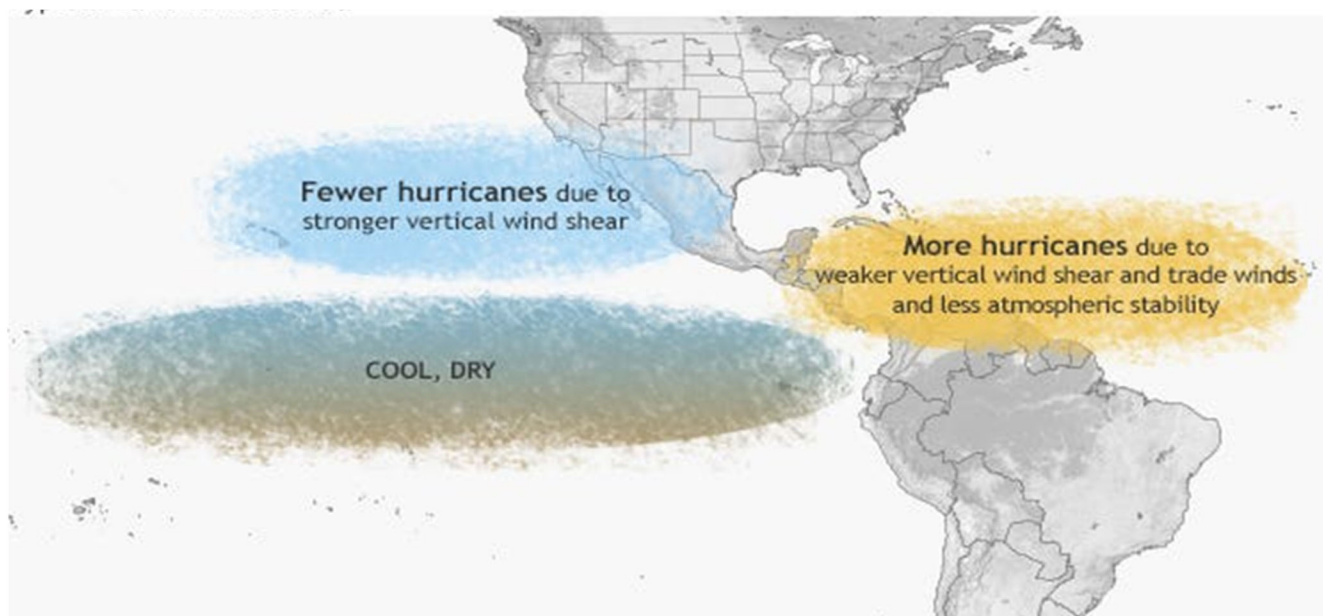 Fewer hurricanes due to
stronger vertical wind shear
More hurricanes due to
weaker vertical wind shear and trade winds
and less atmospheric stability
COOL, DRY